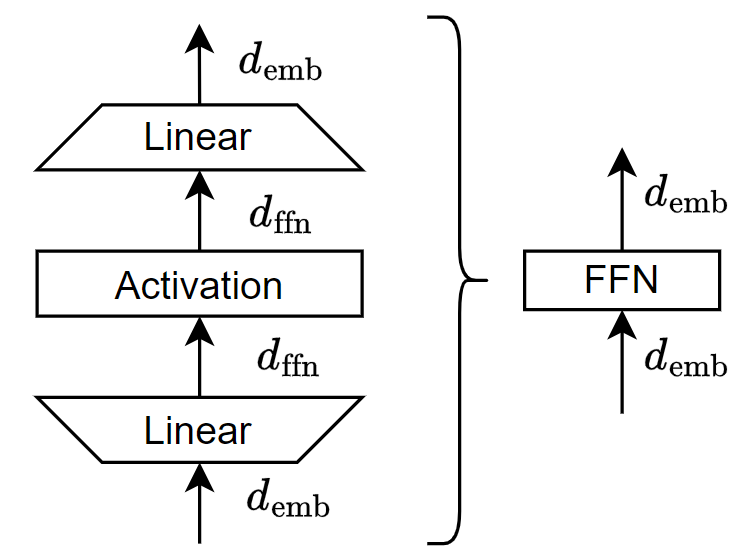 d_emb
Linear
d_ffn
Activation
d_ffn
Linear
d_emb
d_emb
FFN
d_emb